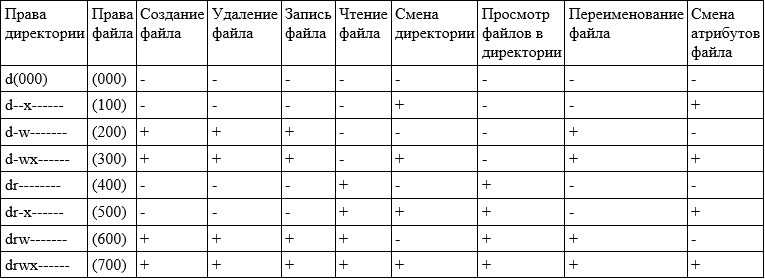 Права директории | Права файла | Создание файла | Удаление файла | Запись файла | Чтение файла | Смена директории | Просмотр файлов в директории | Переименование файла | Смена атрибутов файла
d(000) | (000) | - | - | - | - | - | - | - | -
d--x------ | (100) | - | - | - | - | + | - | - | +
d-w------- | (200) | + | + | + | - | - | - | + | -
d-wx------ | (300) | + | + | + | - | + | - | + | +
dr-------- | (400) | - | - | - | + | - | + | - | -
dr-x------ | (500) | - | - | - | + | + | + | - | +
drw------- | (600) | + | + | + | + | - | + | + | -
drwx------ | (700) | + | + | + | + | + | + | + | +